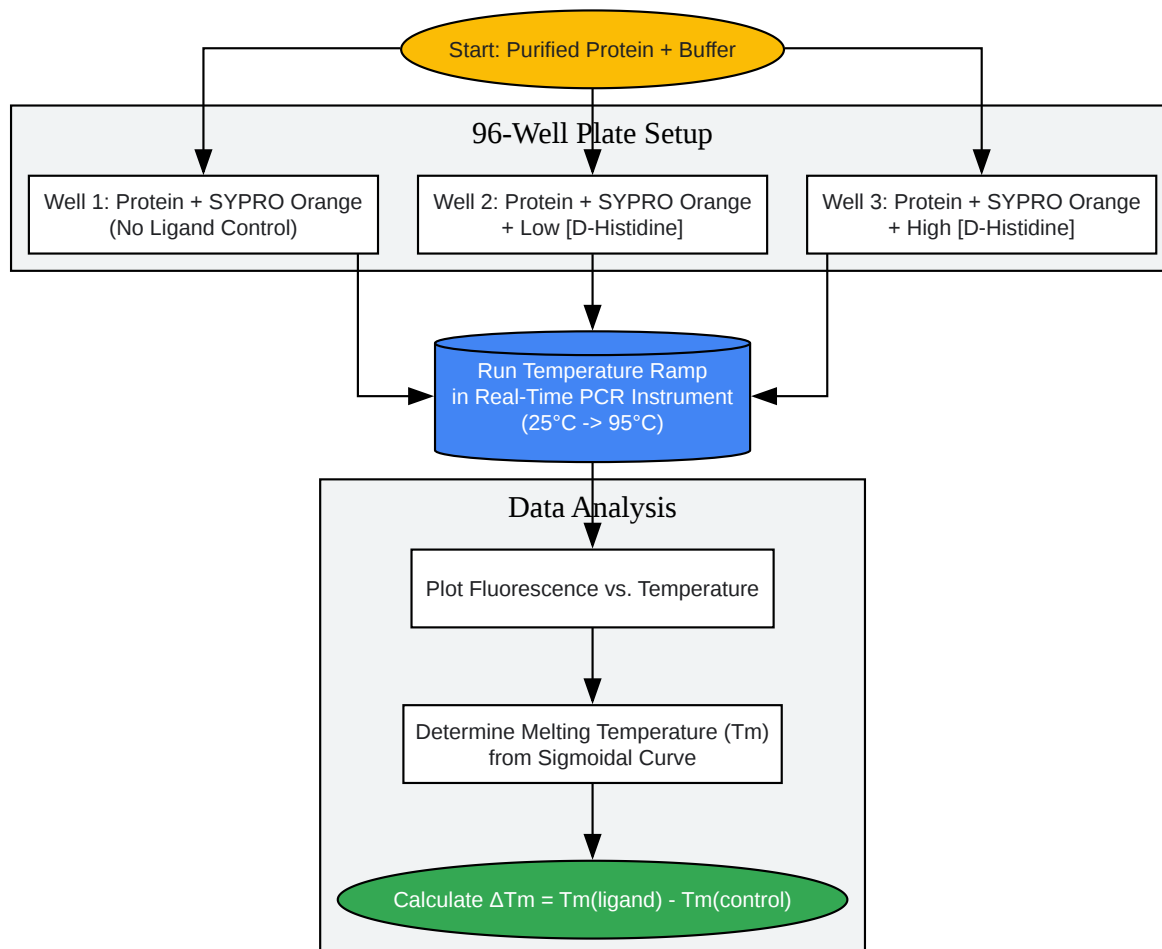 Start: Purified Protein + Buffer
96-Well Plate Setup
Well 1: Protein + SYPRO Orange
(No Ligand Control)
Well 2: Protein + SYPRO Orange
+ Low [D-Histidine]
Well 3: Protein + SYPRO Orange
+ High [D-Histidine]
Run Temperature Ramp
in Real-Time PCR Instrument
(25°C -> 95°C)
Data Analysis
Plot Fluorescence vs. Temperature
Determine Melting Temperature (Tm)
from Sigmoidal Curve
Calculate ΔTm = Tm(ligand) - Tm(control)